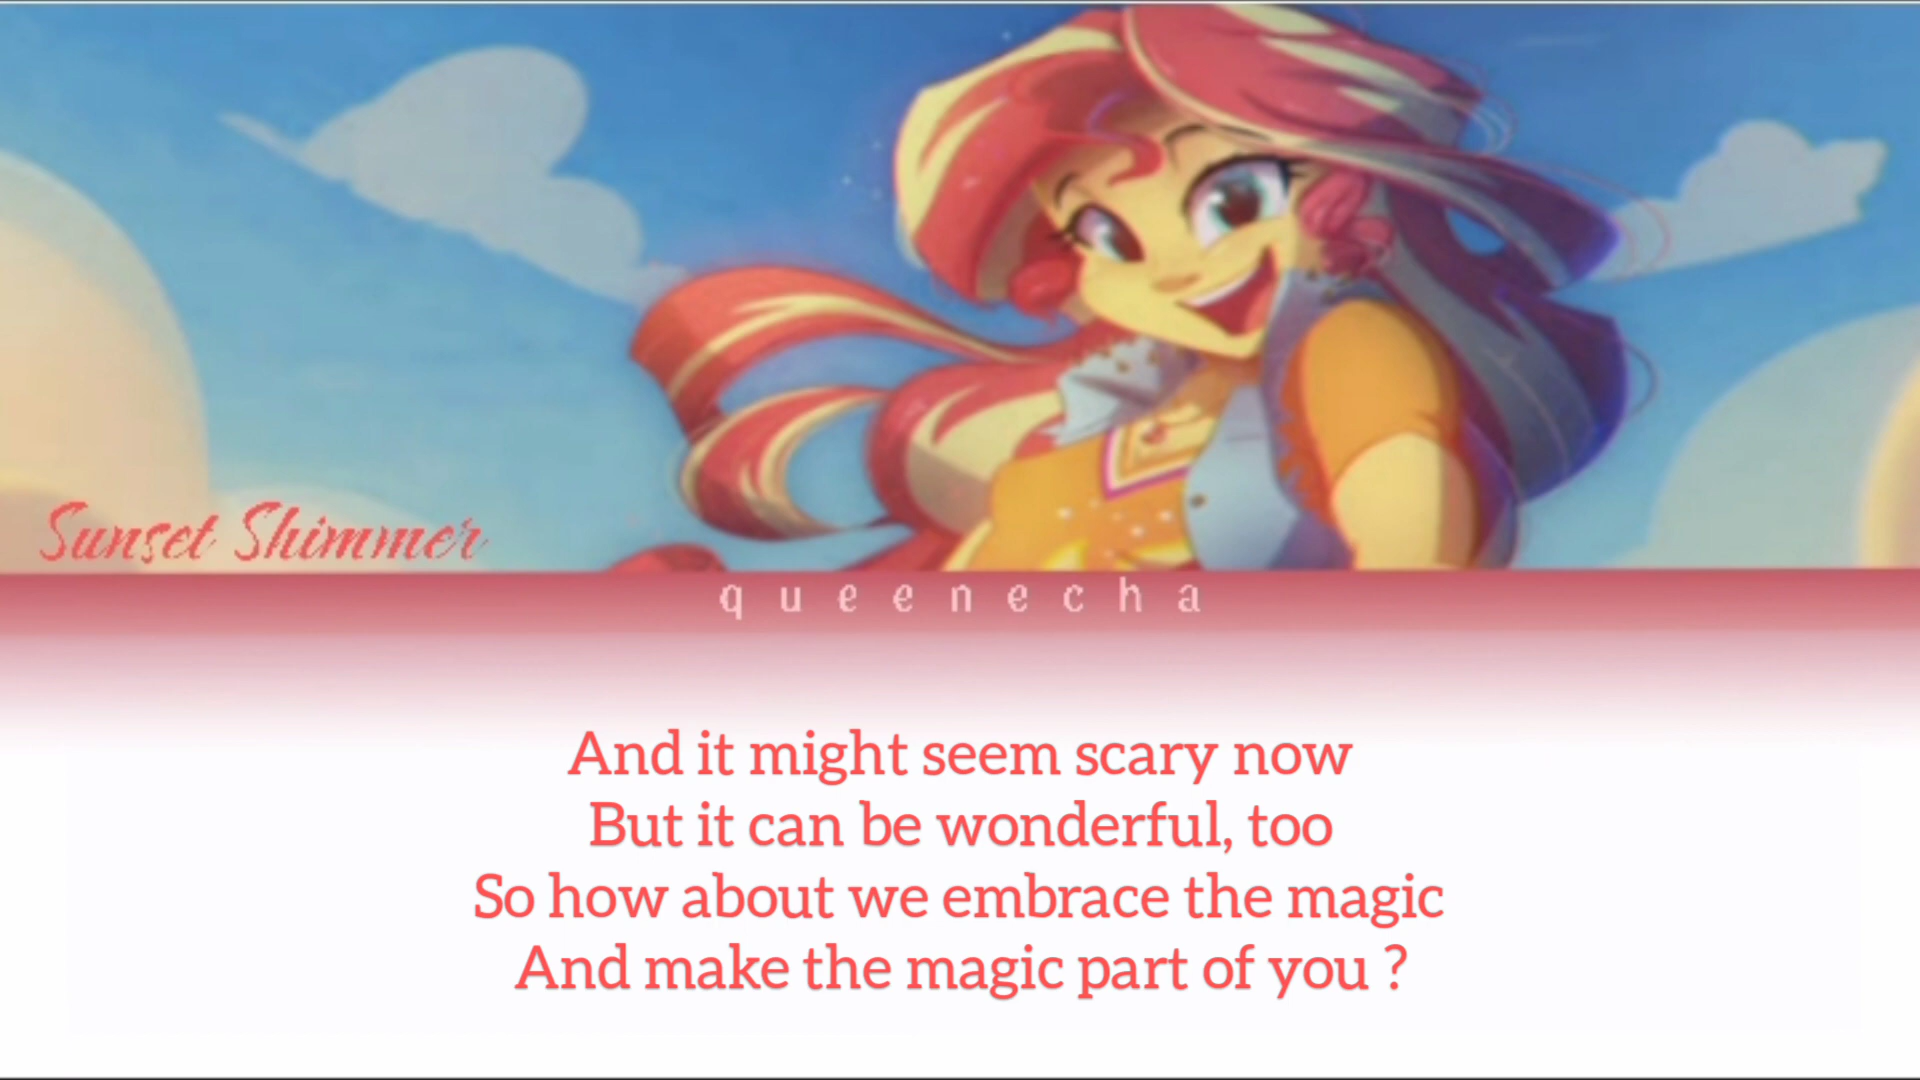 Sunset Shimmer
queenecha
And it might seem scary now
But it can be wonderful, too
So how about we embrace the magic
And make the magic part of you ?